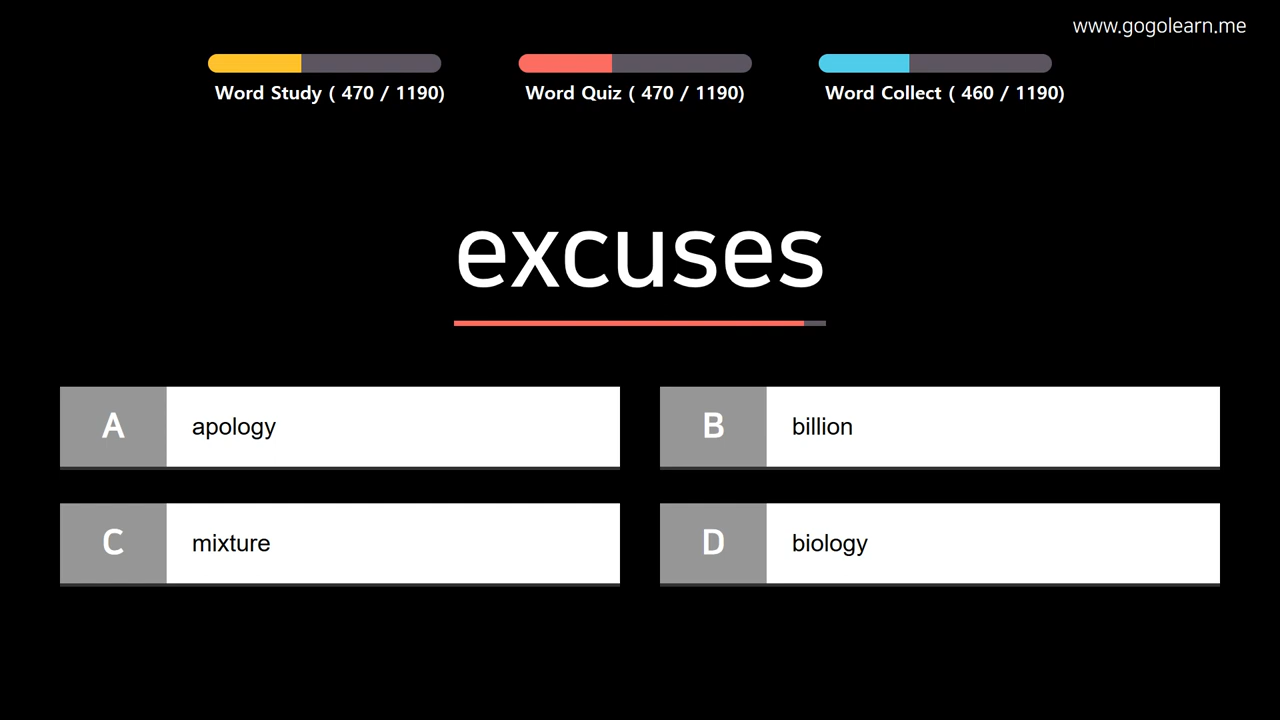 www.gogolearn.me
Word Study ( 470 / 1190)
Word Quiz ( 470 / 1190)
Word Collect ( 460 / 1190)
excuses
A apology
B billion
C mixture
D biology